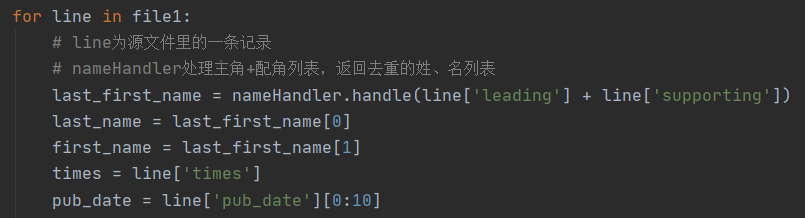 for line in file1:
    # line为源文件里的一条记录
    # nameHandler处理主角+配角列表，返回去重的姓、名列表
    last_first_name = nameHandler.handle(line['leading'] + line['supporting'])
    last_name = last_first_name[0]
    first_name = last_first_name[1]
    times = line['times']
    pub_date = line['pub_date'][0:10]